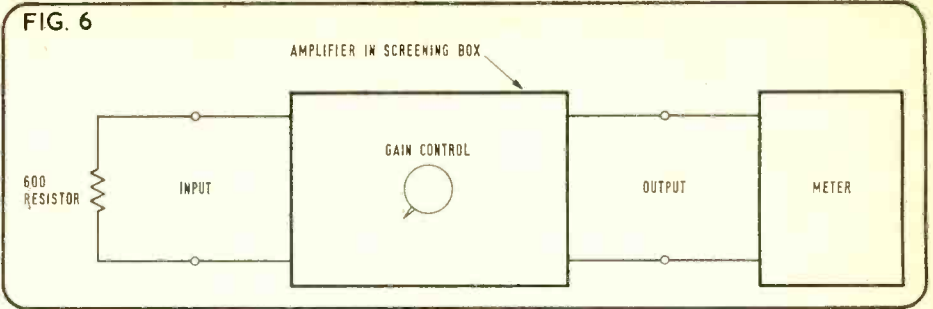 FIG. 6
AMPLIFIER IN SCREENING BOX
GAIN CONTROL
600
RESISTOR
INPUT
OUTPUT
METER